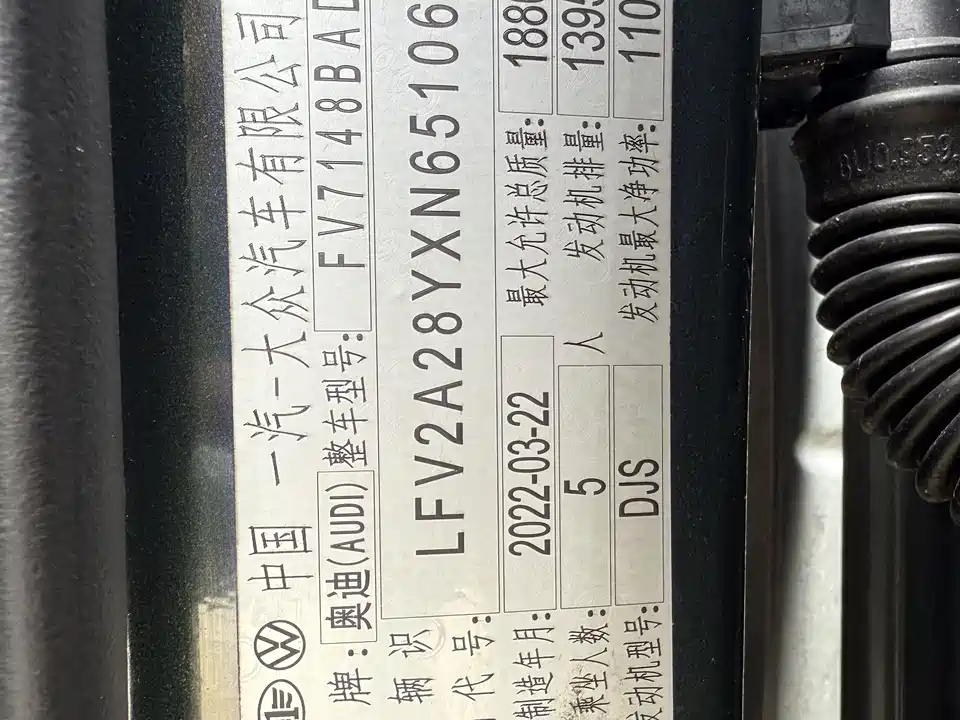 中国 一汽-大众汽车有限公司
牌: 奥迪(AUDI) 整车型号: FV7148BAD
辆识
代号: LFV2A28YXN65106
制造年月: 2022-03-22 最大允许总质量: 188
乘坐人数: 5 人 发动机排量: 1395
发动机型号: DJS 发动机最大净功率: 110
8U0.959